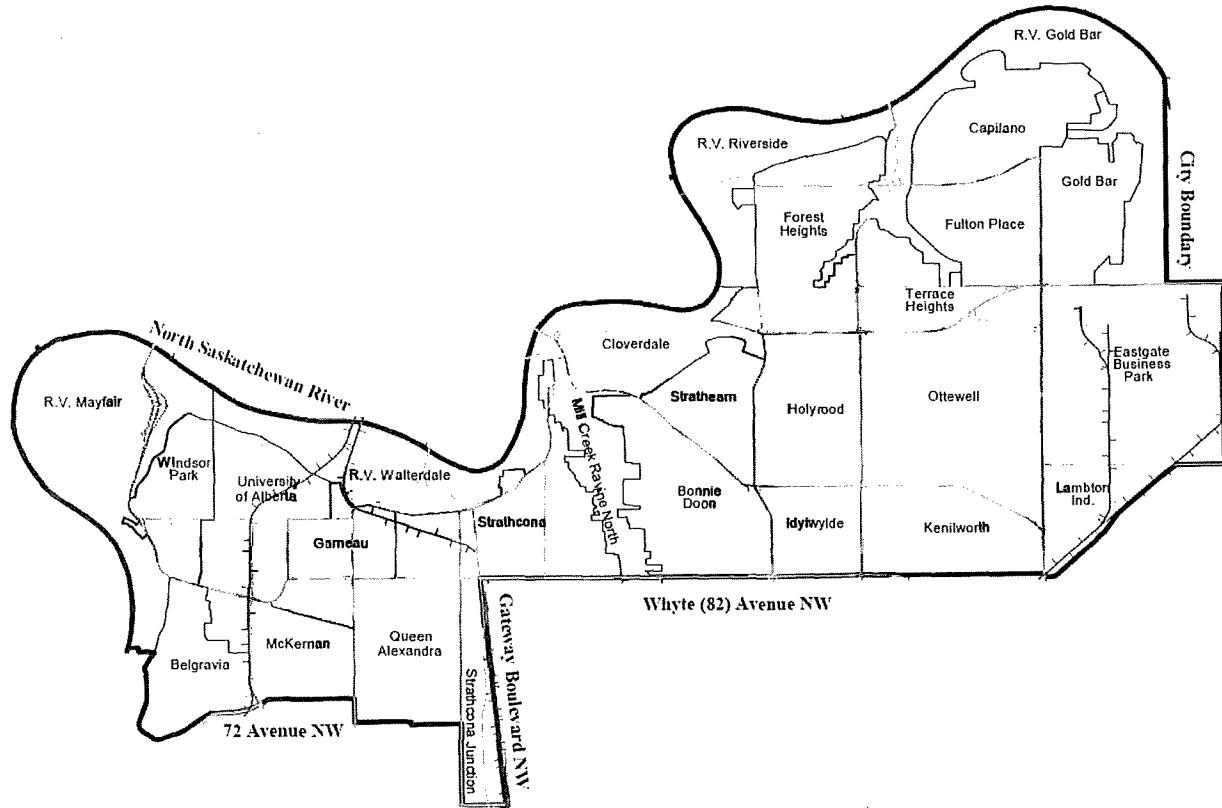 R.V. Gold Bar
Capilano
R.V. Riverside
Gold Bar
City Boundary
Forest
Heights
Fulton Place
Terrace
Heights
North Saskatchewan River
Cloverdale
Eastgate
Business
Park
R.V. Mayfair
Strathearn
Holyrood
Ottewell
Mill Creek Ravine North
Windsor
Park
University
of Alberta
R.V. Walterdale
Bonnie
Doon
Lambton
Ind.
Strathcona
Idylwylde
Kenilworth
Garneau
Whyte (82) Avenue NW
Gateway Boulevard NW
McKernan
Queen
Alexandra
Belgravia
Strathcona Junction
72 Avenue NW